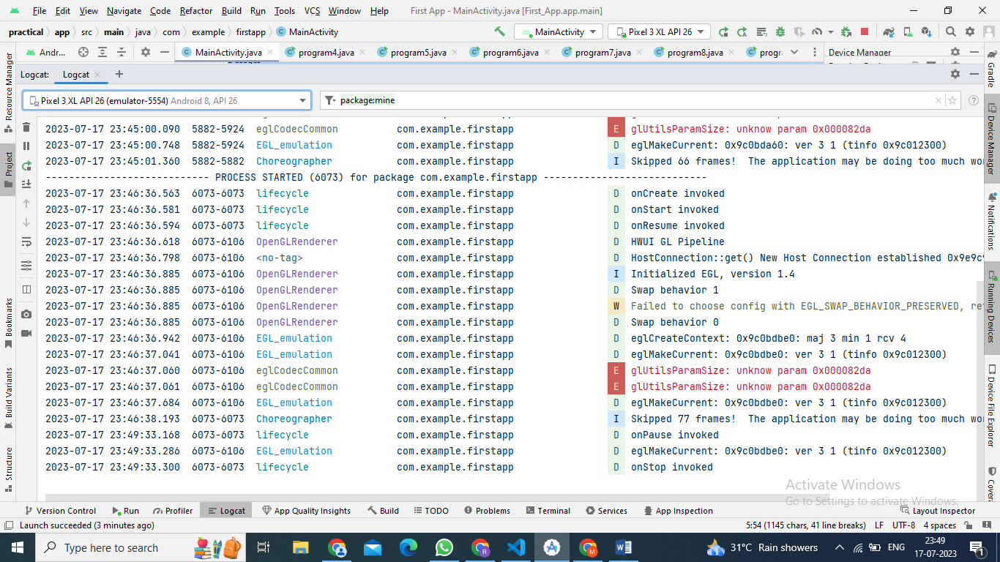 File Edit View Navigate Code Refactor Build Run Tools VCS Window Help First App - MainActivity.java [First_App.app.main]
practical app src main java com example firstapp MainActivity MainActivity Pixel 3 XL API 26
Andr... MainActivity.java program4.java program5.java program6.java program7.java program8.java progr Device Manager
Logcat: Logcat
Pixel 3 XL API 26 (emulator-5554) Android 8, API 26 package:mine
2023-07-17 23:45:00.090 5882-5924 eglCodecCommon com.example.firstapp E glUtilsParamSize: unknow param 0x000082da
2023-07-17 23:45:00.748 5882-5924 EGL_emulation com.example.firstapp D eglMakeCurrent: 0x9c0bda60: ver 3 1 (tinfo 0x9c012300)
2023-07-17 23:45:01.360 5882-5882 Choreographer com.example.firstapp I Skipped 66 frames! The application may be doing too much wo
---------------------------- PROCESS STARTED (6073) for package com.example.firstapp ----------------------------
2023-07-17 23:46:36.563 6073-6073 lifecycle com.example.firstapp D onCreate invoked
2023-07-17 23:46:36.581 6073-6073 lifecycle com.example.firstapp D onStart invoked
2023-07-17 23:46:36.594 6073-6073 lifecycle com.example.firstapp D onResume invoked
2023-07-17 23:46:36.618 6073-6106 OpenGLRenderer com.example.firstapp D HWUI GL Pipeline
2023-07-17 23:46:36.798 6073-6106 <no-tag> com.example.firstapp D HostConnection::get() New Host Connection established 0x9e9c
2023-07-17 23:46:36.885 6073-6106 OpenGLRenderer com.example.firstapp I Initialized EGL, version 1.4
2023-07-17 23:46:36.885 6073-6106 OpenGLRenderer com.example.firstapp D Swap behavior 1
2023-07-17 23:46:36.885 6073-6106 OpenGLRenderer com.example.firstapp W Failed to choose config with EGL_SWAP_BEHAVIOR_PRESERVED, re
2023-07-17 23:46:36.885 6073-6106 OpenGLRenderer com.example.firstapp D Swap behavior 0
2023-07-17 23:46:36.942 6073-6106 EGL_emulation com.example.firstapp D eglCreateContext: 0x9c0bdbe0: maj 3 min 1 rcv 4
2023-07-17 23:46:37.041 6073-6106 EGL_emulation com.example.firstapp D eglMakeCurrent: 0x9c0bdbe0: ver 3 1 (tinfo 0x9c012300)
2023-07-17 23:46:37.060 6073-6106 eglCodecCommon com.example.firstapp E glUtilsParamSize: unknow param 0x000082da
2023-07-17 23:46:37.061 6073-6106 eglCodecCommon com.example.firstapp E glUtilsParamSize: unknow param 0x000082da
2023-07-17 23:46:37.684 6073-6106 EGL_emulation com.example.firstapp D eglMakeCurrent: 0x9c0bdbe0: ver 3 1 (tinfo 0x9c012300)
2023-07-17 23:46:38.193 6073-6073 Choreographer com.example.firstapp I Skipped 77 frames! The application may be doing too much wo
2023-07-17 23:49:33.168 6073-6073 lifecycle com.example.firstapp D onPause invoked
2023-07-17 23:49:33.286 6073-6106 EGL_emulation com.example.firstapp D eglMakeCurrent: 0x9c0bdbe0: ver 3 1 (tinfo 0x9c012300)
2023-07-17 23:49:33.300 6073-6073 lifecycle com.example.firstapp D onStop invoked
Resource Manager
Project
Bookmarks
Build Variants
Structure
Gradle
Device Manager
Notifications
Running Devices
Device File Explorer
Covera
Activate Windows
Go to Settings to activate Windows.
Version Control Run Profiler Logcat App Quality Insights Build TODO Problems Terminal Services App Inspection Layout Inspector
Launch succeeded (3 minutes ago) 5:54 (1145 chars, 41 line breaks) LF UTF-8 4 spaces
Type here to search 31°C Rain showers ENG 23:49
17-07-2023 1